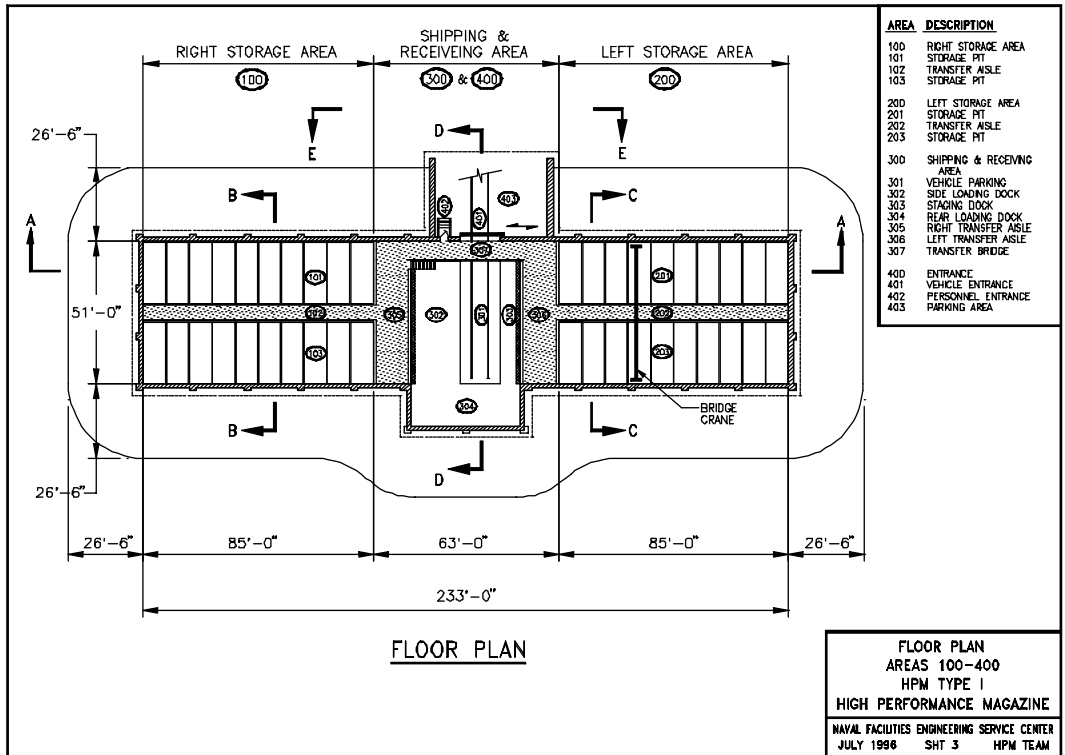 SHIPPING &
RIGHT STORAGE AREA RECEIVEING AREA LEFT STORAGE AREA
100 300 & 400 200
26'-6"
E D E
B C
A A
402 401 403
307
101 201
51'-0" 102 305 302 301 303 306 202
103 203
304
BRIDGE
CRANE
B C
D
26'-6"
26'-6" 85'-0" 63'-0" 85'-0" 26'-6"
233'-0"
FLOOR PLAN
AREA DESCRIPTION
100 RIGHT STORAGE AREA
101 STORAGE PIT
102 TRANSFER AISLE
103 STORAGE PIT
200 LEFT STORAGE AREA
201 STORAGE PIT
202 TRANSFER AISLE
203 STORAGE PIT
300 SHIPPING & RECEIVING
AREA
301 VEHICLE PARKING
302 SIDE LOADING DOCK
303 STAGING DOCK
304 REAR LOADING DOCK
305 RIGHT TRANSFER AISLE
306 LEFT TRANSFER AISLE
307 TRANSFER BRIDGE
400 ENTRANCE
401 VEHICLE ENTRANCE
402 PERSONNEL ENTRANCE
403 PARKING AREA
FLOOR PLAN
AREAS 100-400
HPM TYPE I
HIGH PERFORMANCE MAGAZINE
NAVAL FACILITIES ENGINEERING SERVICE CENTER
JULY 1996 SHT 3 HPM TEAM